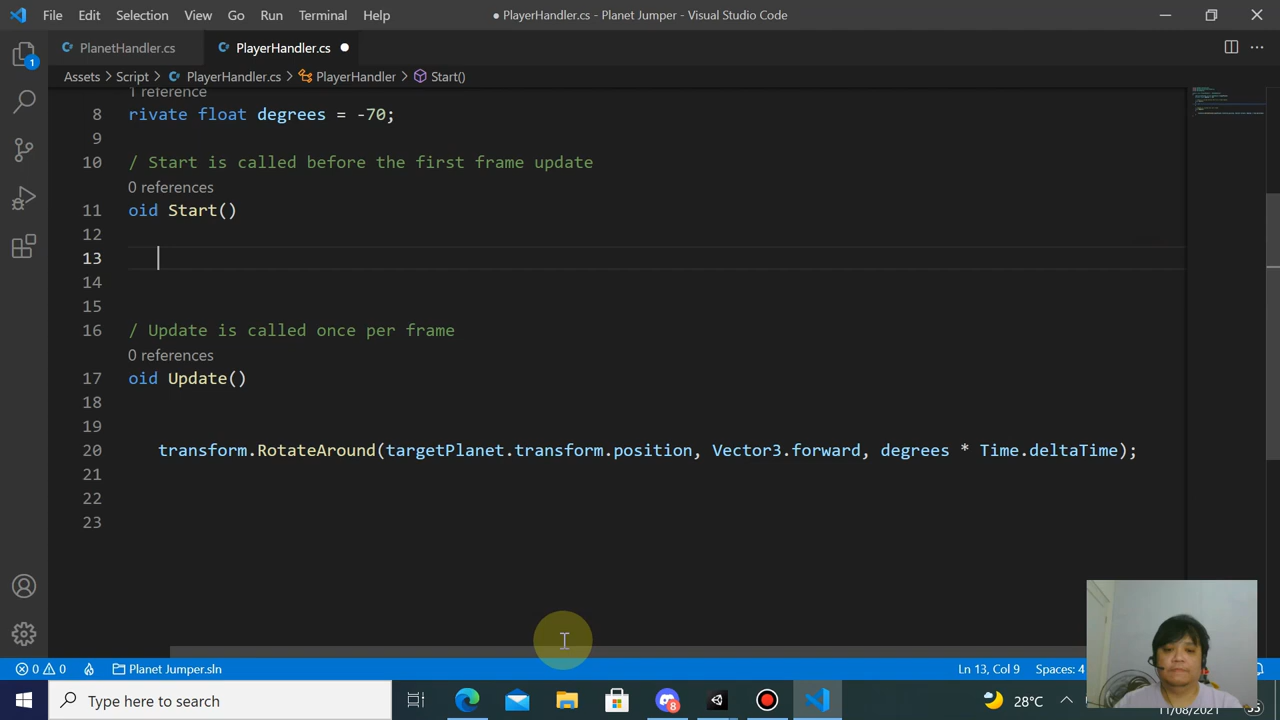 File Edit Selection View Go Run Terminal Help
● PlayerHandler.cs - Planet Jumper - Visual Studio Code
PlanetHandler.cs
PlayerHandler.cs ●
Assets > Script > PlayerHandler.cs > PlayerHandler > Start()
1 reference
8 rivate float degrees = -70;
9
10 / Start is called before the first frame update
0 references
11 oid Start()
12
13
14
15
16 / Update is called once per frame
0 references
17 oid Update()
18
19
20 transform.RotateAround(targetPlanet.transform.position, Vector3.forward, degrees * Time.deltaTime);
21
22
23
1
0 0 Planet Jumper.sln
Ln 13, Col 9 Spaces: 4
Type here to search
8
28°C
11/08/2021